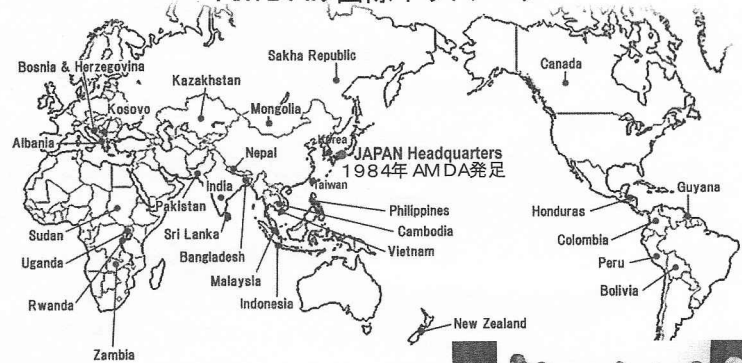 Sakha Republic
Canada
Bosnia & Herzegovina
Kazakhstan
Mongolia
Kosovo
Korea
Albania
JAPAN Headquarters
1984年 AMDA発足
Nepal
India
Taiwan
Guyana
Pakistan
Philippines
Honduras
Sudan
Sri Lanka
Cambodia
Colombia
Bangladesh
Vietnam
Uganda
Malaysia
Peru
Rwanda
Indonesia
Bolivia
New Zealand
Zambia